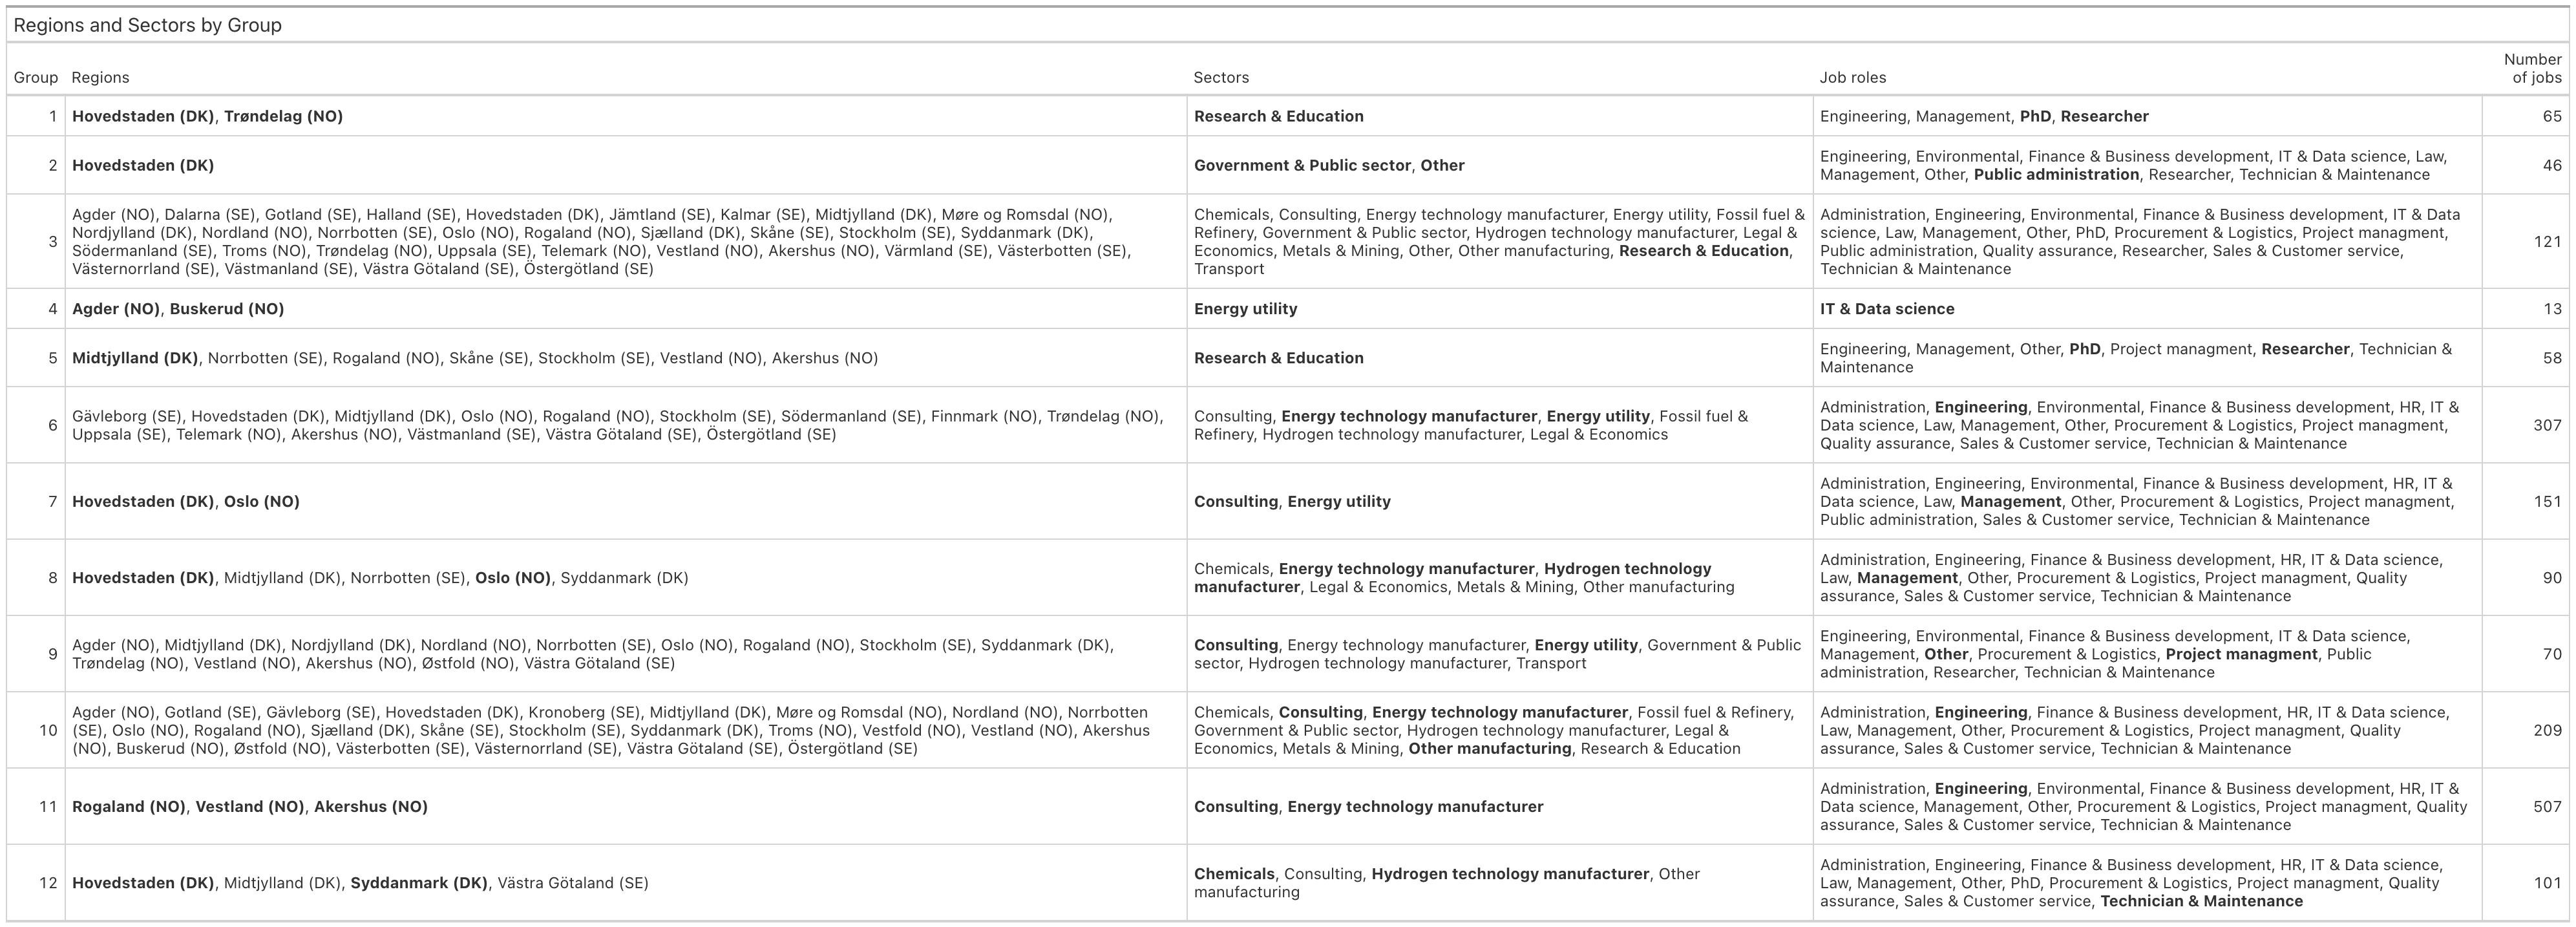 Regions and Sectors by Group
Number
Group Regions Sectors Job roles of jobs
1 Hovedstaden (DK), Trøndelag (NO) Research & Education Engineering, Management, PhD, Researcher 65
2 Hovedstaden (DK) Government & Public sector, Other Engineering, Environmental, Finance & Business development, IT & Data science, Law,
Management, Other, Public administration, Researcher, Technician & Maintenance 46
3 Agder (NO), Dalarna (SE), Gotland (SE), Halland (SE), Hovedstaden (DK), Jämtland (SE), Kalmar (SE), Midtjylland (DK), Møre og Romsdal (NO),
Nordjylland (DK), Nordland (NO), Norrbotten (SE), Oslo (NO), Rogaland (NO), Sjælland (DK), Skåne (SE), Stockholm (SE), Syddanmark (DK),
Södermanland (SE), Troms (NO), Trøndelag (NO), Uppsala (SE), Telemark (NO), Vestland (NO), Akershus (NO), Värmland (SE), Västerbotten (SE),
Västernorrland (SE), Västmanland (SE), Västra Götaland (SE), Östergötland (SE)
Chemicals, Consulting, Energy technology manufacturer, Energy utility, Fossil fuel &
Refinery, Government & Public sector, Hydrogen technology manufacturer, Legal &
Economics, Metals & Mining, Other, Other manufacturing, Research & Education,
Transport
Administration, Engineering, Environmental, Finance & Business development, IT & Data
science, Law, Management, Other, PhD, Procurement & Logistics, Project managment,
Public administration, Quality assurance, Researcher, Sales & Customer service,
Technician & Maintenance
121
4 Agder (NO), Buskerud (NO) Energy utility IT & Data science 13
5 Midtjylland (DK), Norrbotten (SE), Rogaland (NO), Skåne (SE), Stockholm (SE), Vestland (NO), Akershus (NO) Research & Education Engineering, Management, Other, PhD, Project managment, Researcher, Technician &
Maintenance 58
6 Gävleborg (SE), Hovedstaden (DK), Midtjylland (DK), Oslo (NO), Rogaland (NO), Stockholm (SE), Södermanland (SE), Finnmark (NO), Trøndelag (NO),
Uppsala (SE), Telemark (NO), Akershus (NO), Västmanland (SE), Västra Götaland (SE), Östergötland (SE)
Consulting, Energy technology manufacturer, Energy utility, Fossil fuel &
Refinery, Hydrogen technology manufacturer, Legal & Economics
Administration, Engineering, Environmental, Finance & Business development, HR, IT &
Data science, Law, Management, Other, Procurement & Logistics, Project managment,
Quality assurance, Sales & Customer service, Technician & Maintenance
307
7 Hovedstaden (DK), Oslo (NO) Consulting, Energy utility
Administration, Engineering, Environmental, Finance & Business development, HR, IT &
Data science, Law, Management, Other, Procurement & Logistics, Project managment,
Public administration, Sales & Customer service, Technician & Maintenance
151
8 Hovedstaden (DK), Midtjylland (DK), Norrbotten (SE), Oslo (NO), Syddanmark (DK)
Chemicals, Energy technology manufacturer, Hydrogen technology
manufacturer, Legal & Economics, Metals & Mining, Other manufacturing
Administration, Engineering, Finance & Business development, HR, IT & Data science,
Law, Management, Other, Procurement & Logistics, Project managment, Quality
assurance, Sales & Customer service, Technician & Maintenance
90
9 Agder (NO), Midtjylland (DK), Nordjylland (DK), Nordland (NO), Norrbotten (SE), Oslo (NO), Rogaland (NO), Stockholm (SE), Syddanmark (DK),
Trøndelag (NO), Vestland (NO), Akershus (NO), Østfold (NO), Västra Götaland (SE)
Consulting, Energy technology manufacturer, Energy utility, Government & Public
sector, Hydrogen technology manufacturer, Transport
Engineering, Environmental, Finance & Business development, IT & Data science,
Management, Other, Procurement & Logistics, Project managment, Public
administration, Researcher, Technician & Maintenance
70
10 Agder (NO), Gotland (SE), Gävleborg (SE), Hovedstaden (DK), Kronoberg (SE), Midtjylland (DK), Møre og Romsdal (NO), Nordland (NO), Norrbotten
(SE), Oslo (NO), Rogaland (NO), Sjælland (DK), Skåne (SE), Stockholm (SE), Syddanmark (DK), Troms (NO), Vestfold (NO), Vestland (NO), Akershus
(NO), Buskerud (NO), Østfold (NO), Västerbotten (SE), Västernorrland (SE), Västra Götaland (SE), Östergötland (SE)
Chemicals, Consulting, Energy technology manufacturer, Fossil fuel & Refinery,
Government & Public sector, Hydrogen technology manufacturer, Legal &
Economics, Metals & Mining, Other manufacturing, Research & Education
Administration, Engineering, Finance & Business development, HR, IT & Data science,
Law, Management, Other, Procurement & Logistics, Project managment, Quality
assurance, Sales & Customer service, Technician & Maintenance
209
11 Rogaland (NO), Vestland (NO), Akershus (NO) Consulting, Energy technology manufacturer
Administration, Engineering, Environmental, Finance & Business development, HR, IT &
Data science, Management, Other, Procurement & Logistics, Project managment, Quality
assurance, Sales & Customer service, Technician & Maintenance
507
12 Hovedstaden (DK), Midtjylland (DK), Syddanmark (DK), Västra Götaland (SE)
Chemicals, Consulting, Hydrogen technology manufacturer, Other
manufacturing
Administration, Engineering, Finance & Business development, HR, IT & Data science,
Law, Management, Other, PhD, Procurement & Logistics, Project managment, Quality
assurance, Sales & Customer service, Technician & Maintenance
101